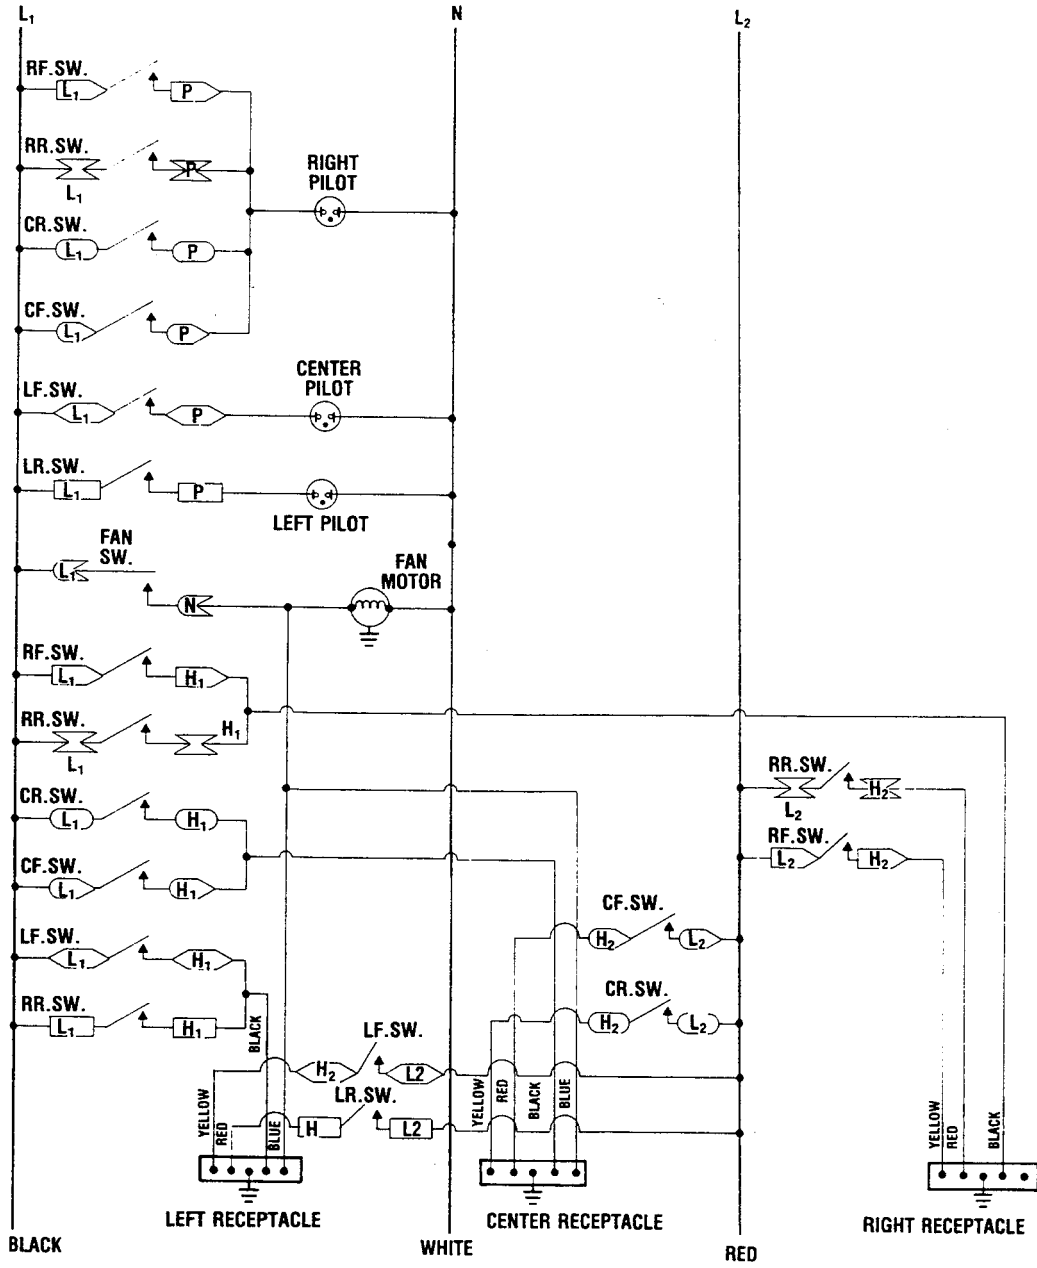 L1 N L2
RF.SW.
L1 P
RR.SW.
P
L1
RIGHT
PILOT
CR.SW.
L1 P
CF.SW.
L1 P
CENTER
PILOT
LF.SW.
L1 P
LR.SW.
L1 P
LEFT PILOT
FAN
SW.
L1
N
FAN
MOTOR
RF.SW.
L1 H1
RR.SW.
H1
L1
RR.SW.
H2
L2
CR.SW.
L1 H1
RF.SW.
L2 H2
CF.SW.
L1 H1
CF.SW.
H2 L2
LF.SW.
L1 H1
CR.SW.
H2 L2
RR.SW.
L1 H1
LF.SW.
H2 L2
LR.SW.
H L2
YELLOW
RED
BLACK
BLUE
YELLOW
RED
BLACK
BLUE
YELLOW
RED
BLACK
LEFT RECEPTACLE
CENTER RECEPTACLE
RIGHT RECEPTACLE
BLACK
WHITE
RED